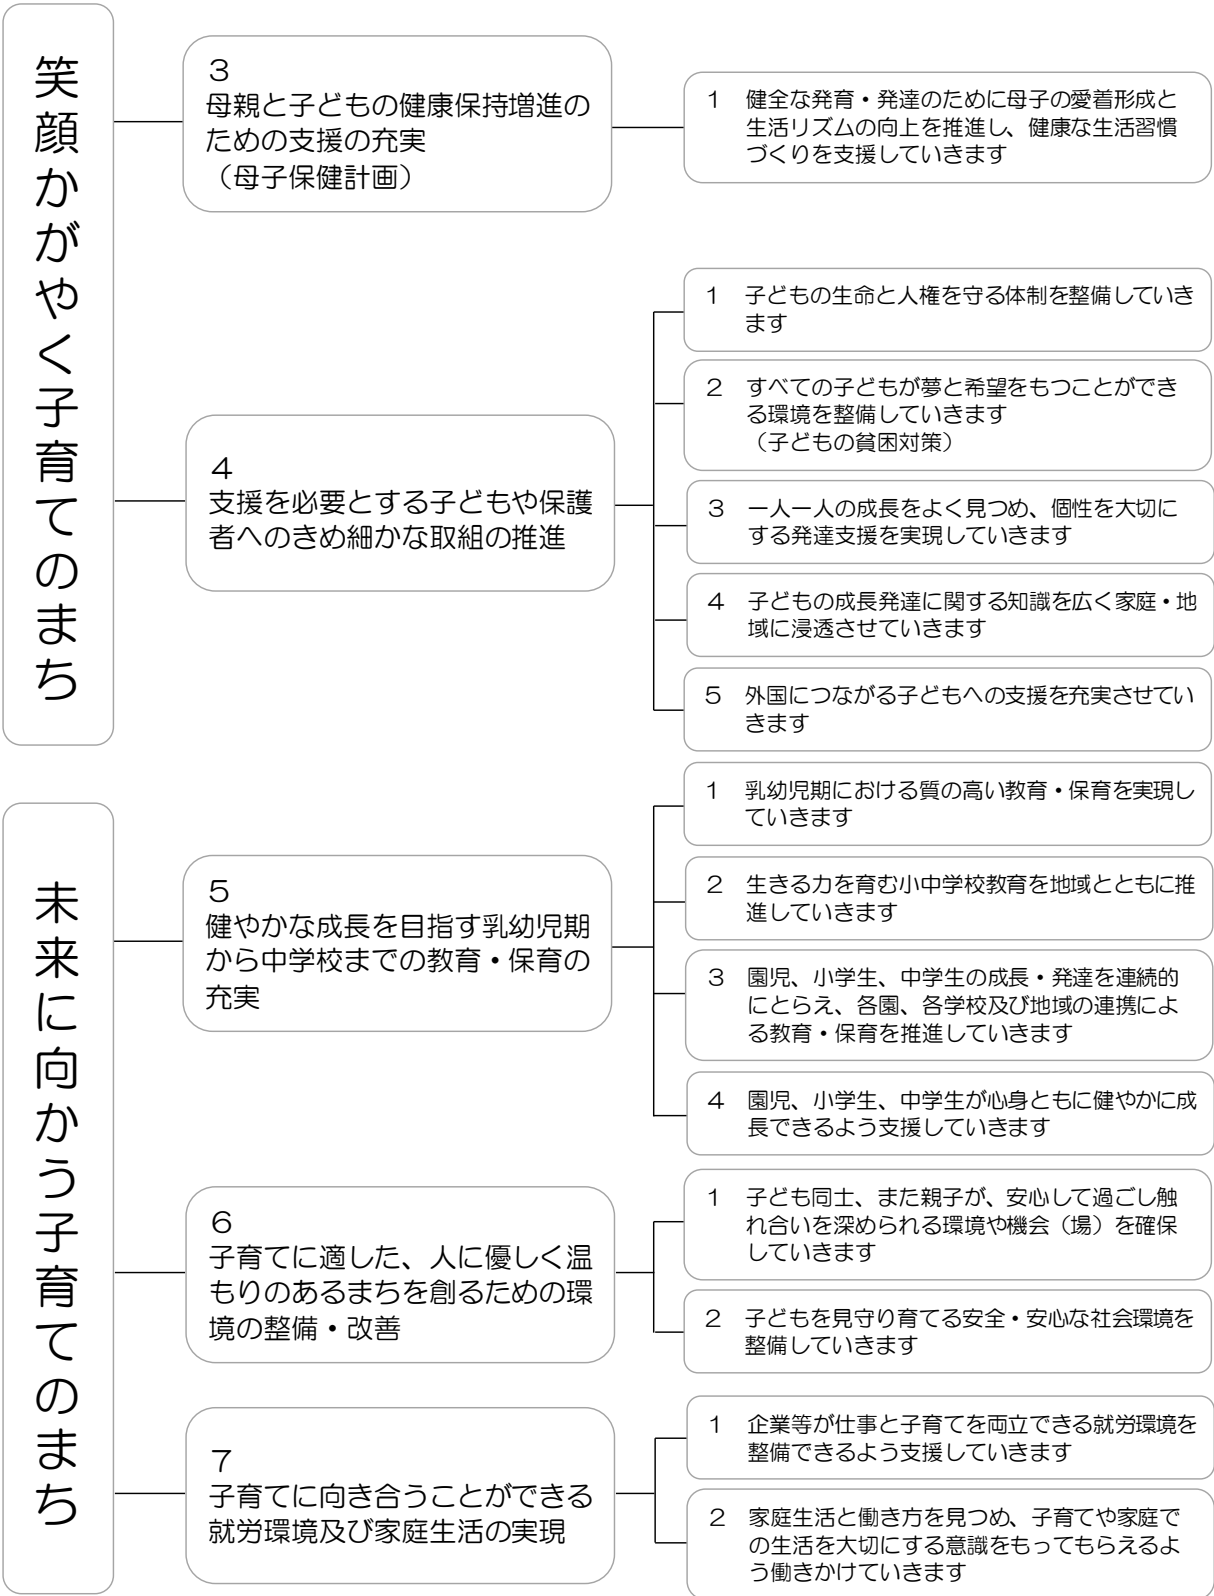 笑顔かがやく子育てのまち
3
母親と子どもの健康保持増進の
ための支援の充実
(母子保健計画)
1 健全な発育・発達のために母子の愛着形成と
生活リズムの向上を推進し、健康な生活習慣
づくりを支援していきます
4
支援を必要とする子どもや保護
者へのきめ細かな取組の推進
1 子どもの生命と人権を守る体制を整備していき
ます
2 すべての子どもが夢と希望をもつことができ
る環境を整備していきます
(子どもの貧困対策)
3 一人一人の成長をよく見つめ、個性を大切に
する発達支援を実現していきます
4 子どもの成長発達に関する知識を広く家庭・地
域に浸透させていきます
5 外国につながる子どもへの支援を充実させてい
きます
未来に向かう子育てのまち
5
健やかな成長を目指す乳幼児期
から中学校までの教育・保育の
充実
1 乳幼児期における質の高い教育・保育を実現し
ていきます
2 生きる力を育む小中学校教育を地域とともに推
進していきます
3 園児、小学生、中学生の成長・発達を連続的
にとらえ、各園、各学校及び地域の連携によ
る教育・保育を推進していきます
4 園児、小学生、中学生が心身ともに健やかに成
長できるよう支援していきます
6
子育てに適した、人に優しく温
もりのあるまちを創るための環
境の整備・改善
1 子ども同士、また親子が、安心して過ごし触
れ合いを深められる環境や機会(場)を確保
していきます
2 子どもを見守り育てる安全・安心な社会環境を
整備していきます
7
子育てに向き合うことができる
就労環境及び家庭生活の実現
1 企業等が仕事と子育てを両立できる就労環境を
整備できるよう支援していきます
2 家庭生活と働き方を見つめ、子育てや家庭で
の生活を大切にする意識をもってもらえるよ
う働きかけていきます